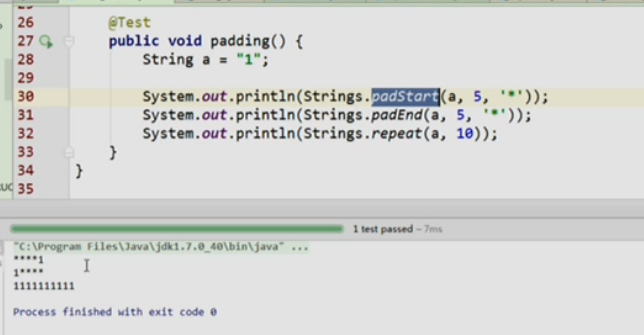 26 @Test
27 public void padding() {
28 String a = "1";
29
30 System.out.println(Strings.padStart(a, 5, '*'));
31 System.out.println(Strings.padEnd(a, 5, '*'));
32 System.out.println(Strings.repeat(a, 10));
33 }
34 }
35
1 test passed – 7ms
"C:\Program Files\Java\jdk1.7.0_40\bin\java" ...
****1
1****
1111111111
Process finished with exit code 0